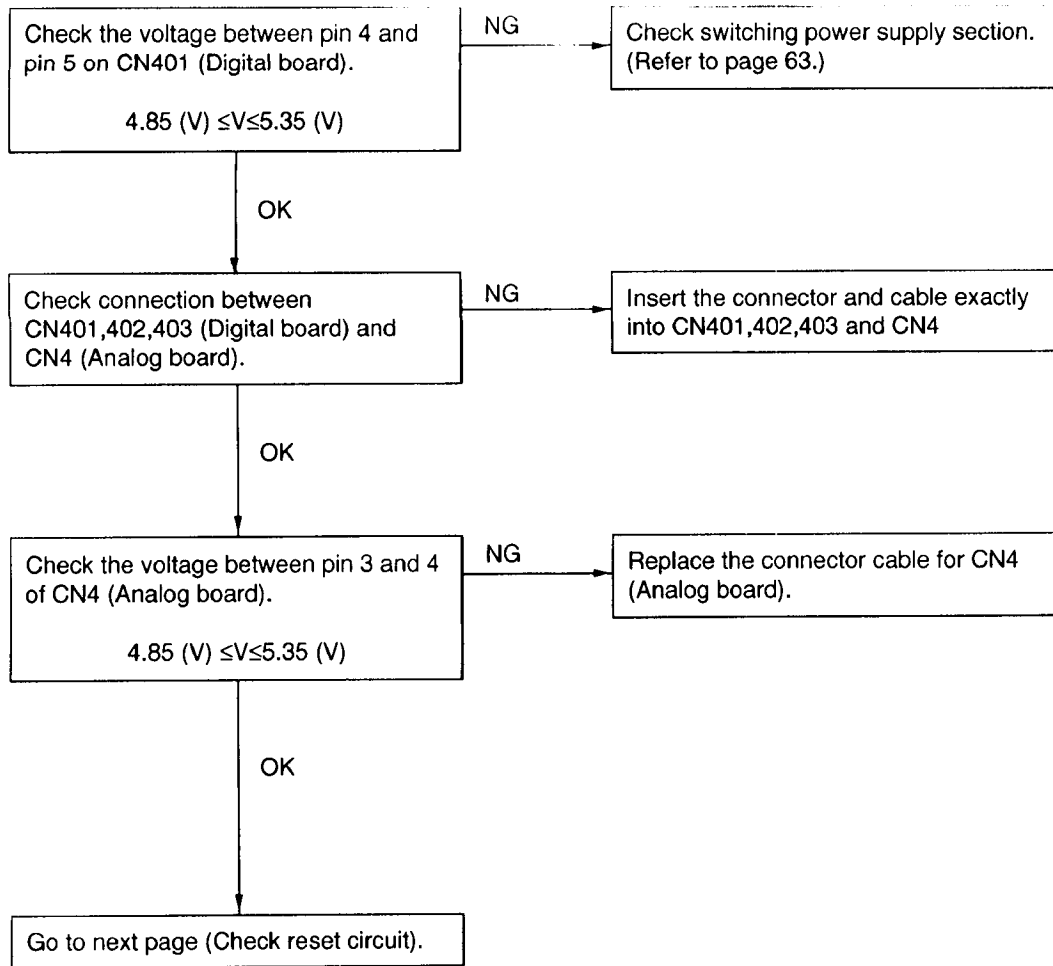 Check the voltage between pin 4 and
pin 5 on CN401 (Digital board).
4.85 (V) ≤V≤5.35 (V)
NG
Check switching power supply section.
(Refer to page 63.)
OK
Check connection between
CN401,402,403 (Digital board) and
CN4 (Analog board).
NG
Insert the connector and cable exactly
into CN401,402,403 and CN4
OK
Check the voltage between pin 3 and 4
of CN4 (Analog board).
4.85 (V) ≤V≤5.35 (V)
NG
Replace the connector cable for CN4
(Analog board).
OK
Go to next page (Check reset circuit).